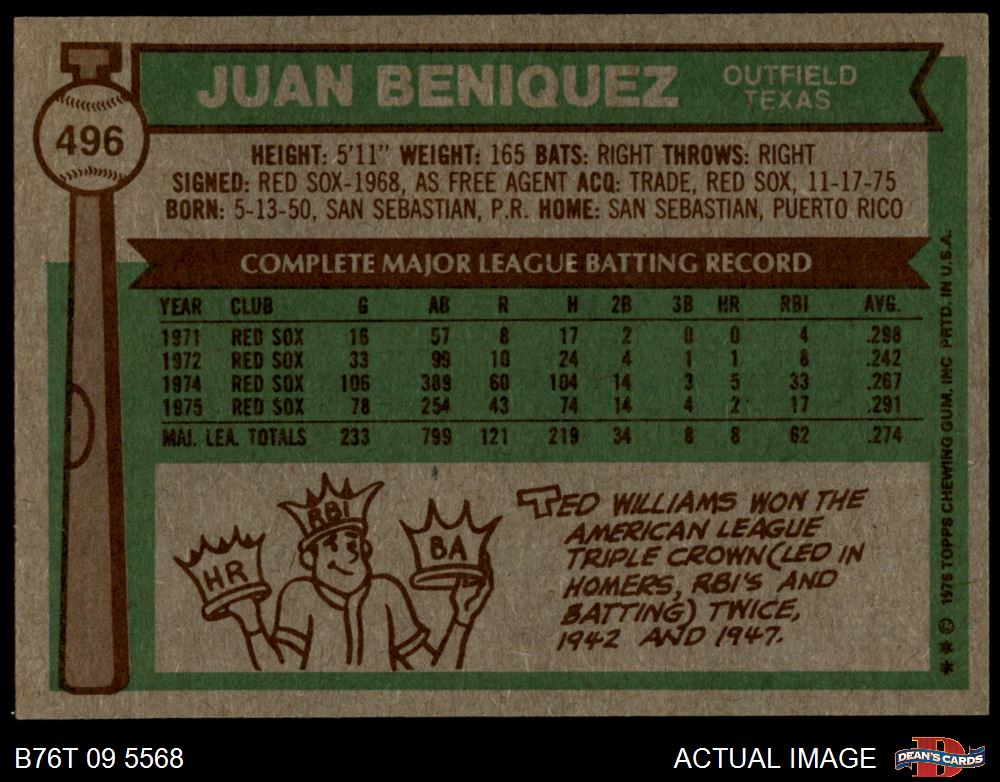 496
JUAN BENIQUEZ
OUTFIELD
TEXAS
HEIGHT: 5'11" WEIGHT: 165 BATS: RIGHT THROWS: RIGHT
SIGNED: RED SOX-1968, AS FREE AGENT ACQ: TRADE, RED SOX, 11-17-75
BORN: 5-13-50, SAN SEBASTIAN, P.R. HOME: SAN SEBASTIAN, PUERTO RICO
COMPLETE MAJOR LEAGUE BATTING RECORD
YEAR CLUB G AB R H 2B 3B HR RBI AVG.
1971 RED SOX 16 57 8 17 2 0 0 4 .298
1972 RED SOX 33 99 10 24 4 1 1 8 .242
1974 RED SOX 106 389 60 104 14 3 5 33 .267
1975 RED SOX 78 254 43 74 14 4 2 17 .291
MAJ. LEA. TOTALS 233 799 121 219 34 8 8 62 .274
HR
RBI
BA
TED WILLIAMS WON THE
AMERICAN LEAGUE
TRIPLE CROWN (LED IN
HOMERS, RBI'S AND
BATTING) TWICE,
1942 AND 1947.
** © 1976 TOPPS CHEWING GUM, INC PRTD. IN U.S.A.
B76T 09 5568
ACTUAL IMAGE
D
DEAN'S CARDS